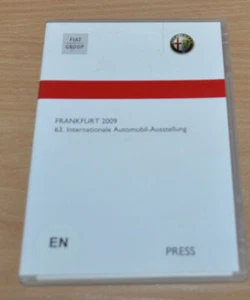 FIAT
GROUP
FRANKFURT 2009
63. Internationale Automobil-Ausstellung
EN
PRESS